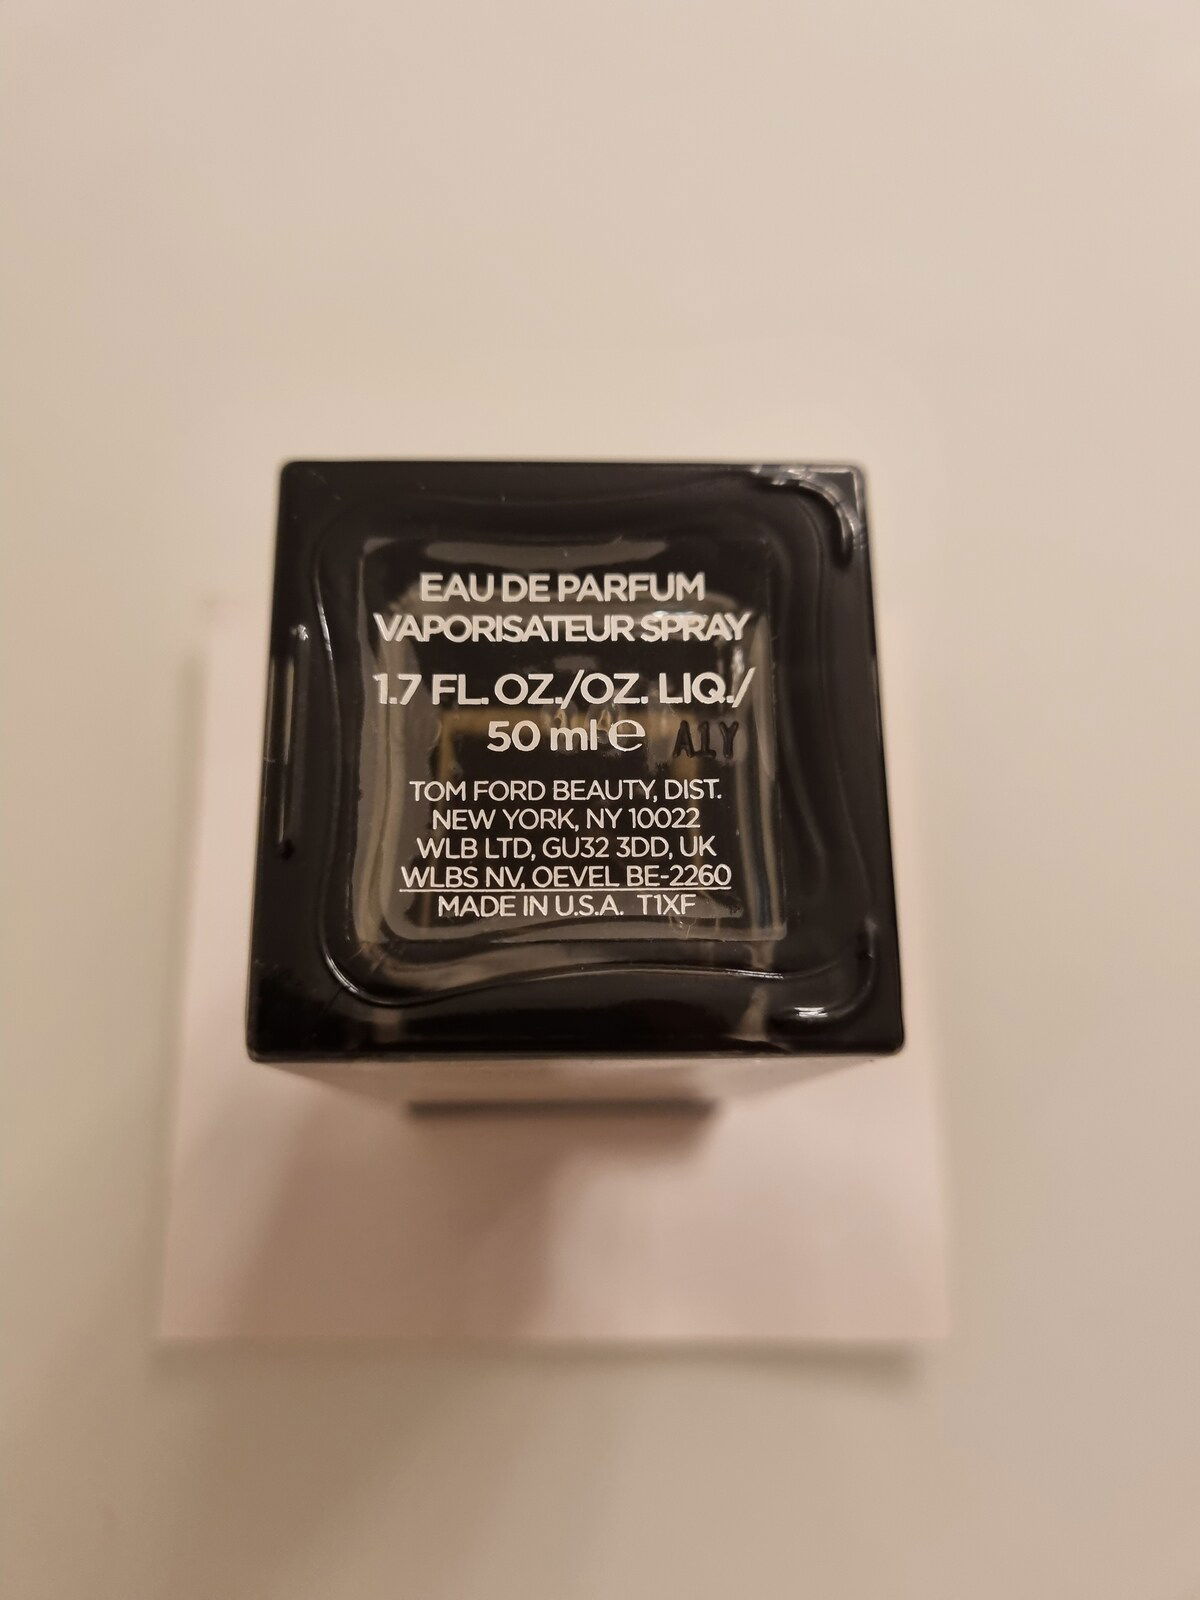 EAU DE PARFUM
VAPORISATEUR SPRAY
1.7 FL. OZ./OZ. LIQ./
50 ml ℮ A1Y
TOM FORD BEAUTY, DIST.
NEW YORK, NY 10022
WLB LTD, GU32 3DD, UK
WLBS NV, OEVEL BE-2260
MADE IN U.S.A. T1XF